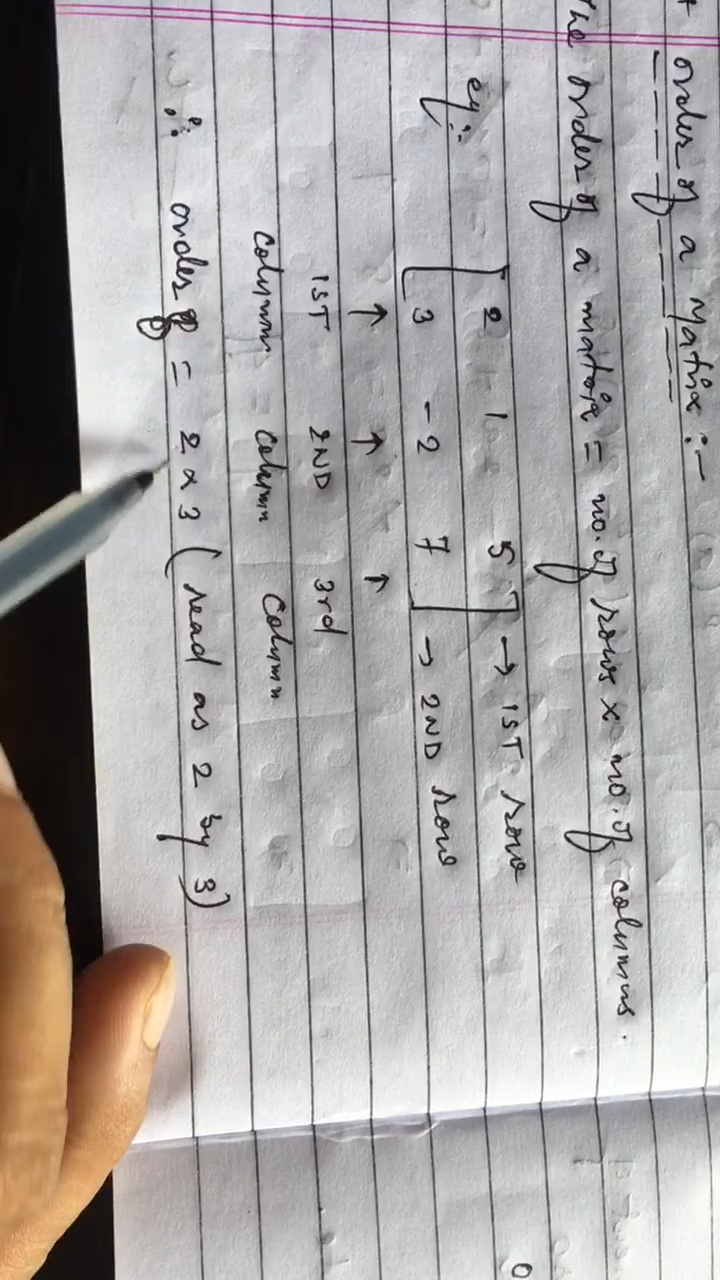 * order of a Matrix :-
The order of a matrix = no. of rows x no. of columns.
eg :- [ 2 1 5 ] → 1ST row
[ 3 -2 7 ] → 2ND row
↑ ↑ ↑
1ST 2ND 3rd
column column column
∴ order of = 2 x 3 ( read as 2 by 3)